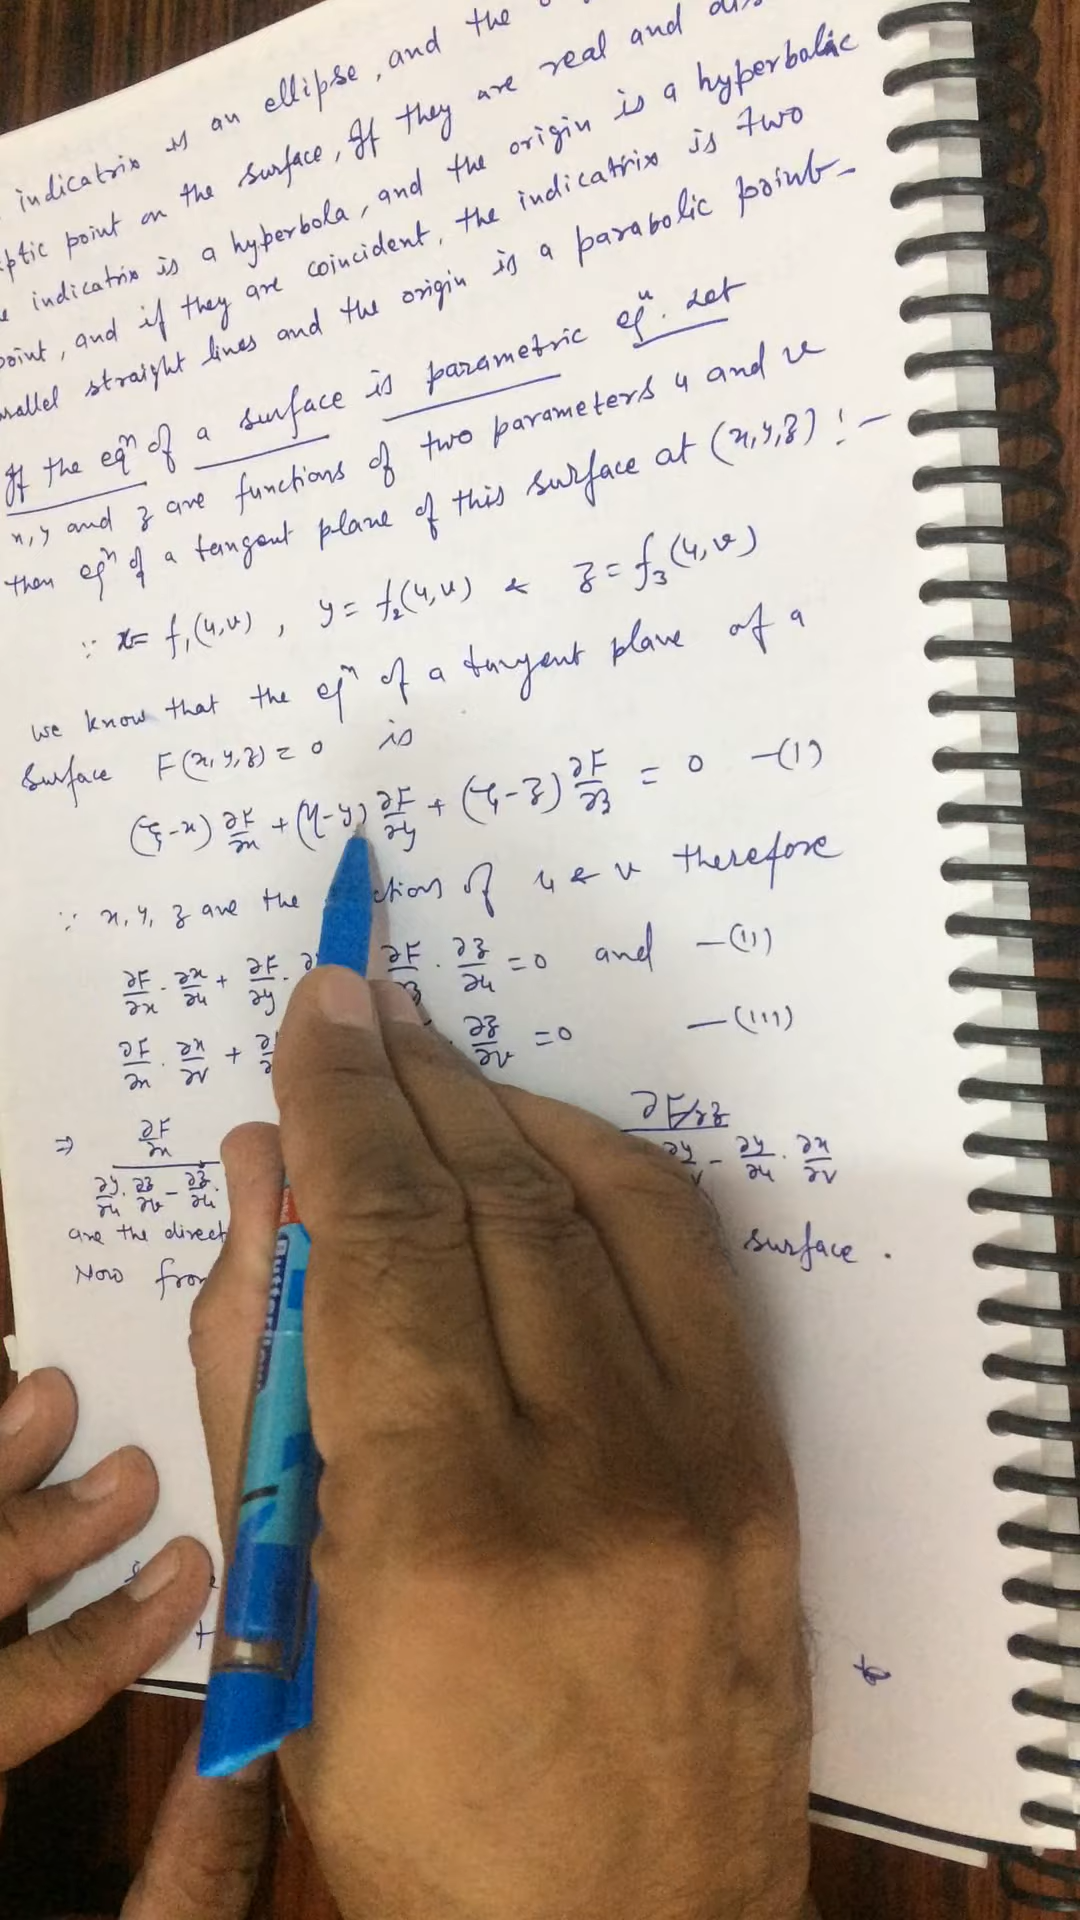 is an ellipse, and the
indicatrix
point on the surface, If they are real and
indicatrix is a hyperbola, and the origin is a hyperbolic
point, and if they are coincident, the indicatrix is two
straight lines and the origin is a parabolic point-
If the eqⁿ of a surface is parametric eqⁿ. Let
x, y and z are functions of two parameters u and v
then eqⁿ of a tangent plane of this surface at (x, y, z) :-
∵ x = f₁(u, v) , y = f₂(u, v) & z = f₃(u, v)
we know that the eqⁿ of a tangent plane of a
surface F(x, y, z) = 0 is
(ξ-x) ∂F/∂x + (η-y) ∂F/∂y + (ζ-z) ∂F/∂z = 0 -(1)
∵ x, y, z are the of u & v therefore
∂F/∂x · ∂x/∂u + ∂F/∂y · ∂z/∂u = 0 and -(11)
∂F/∂x · ∂x/∂v + · ∂z/∂v = 0 -(111)
⇒ ∂F/∂x ∂F/∂z
∂y/∂u · ∂z/∂v - ∂z/∂u · - ∂y/∂u · ∂x/∂v
are the surface .
Now